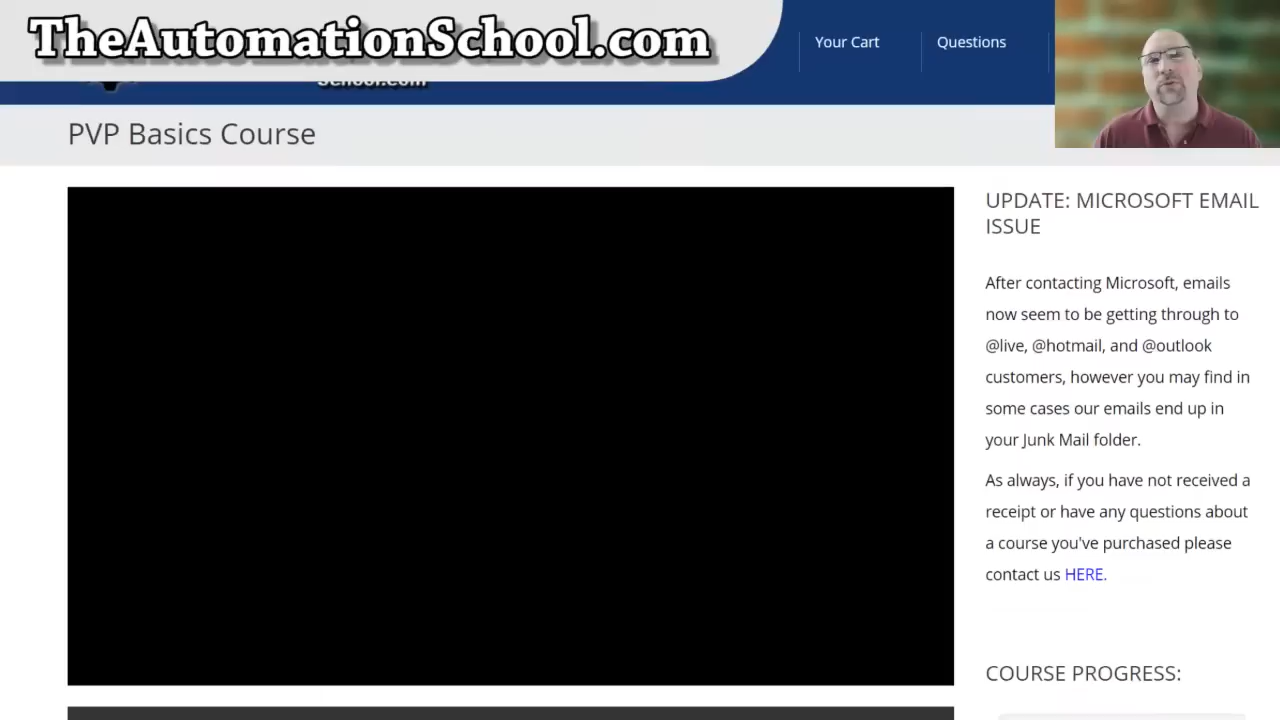 TheAutomationSchool.com
Your Cart
Questions
School.com
PVP Basics Course
UPDATE: MICROSOFT EMAIL
ISSUE
After contacting Microsoft, emails
now seem to be getting through to
@live, @hotmail, and @outlook
customers, however you may find in
some cases our emails end up in
your Junk Mail folder.
As always, if you have not received a
receipt or have any questions about
a course you've purchased please
contact us HERE.
COURSE PROGRESS: